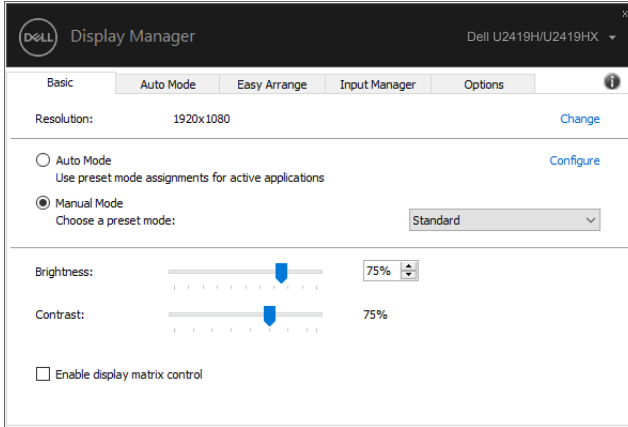 DELL Display Manager Dell U2419H/U2419HX
Basic Auto Mode Easy Arrange Input Manager Options i
Resolution: 1920x1080 Change
Auto Mode Configure
Use preset mode assignments for active applications
Manual Mode
Choose a preset mode: Standard
Brightness: 75%
Contrast: 75%
Enable display matrix control